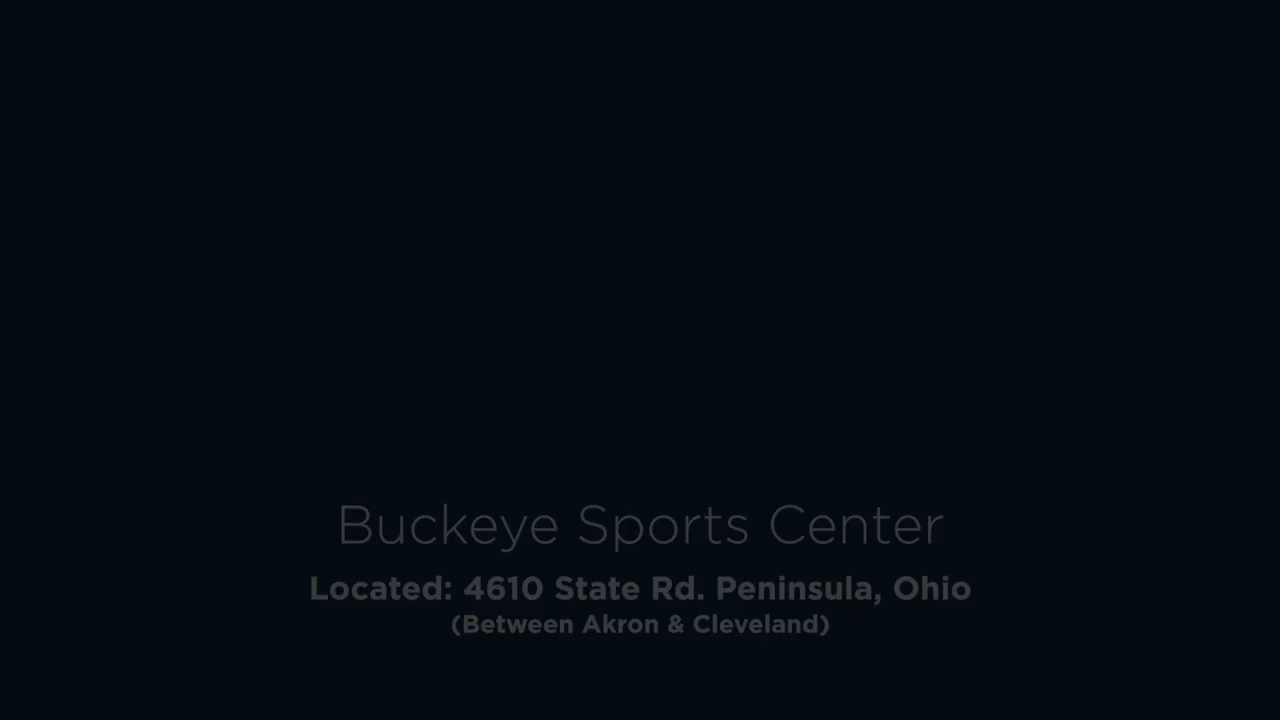 Buckeye Sports Center
Located: 4610 State Rd. Peninsula, Ohio
(Between Akron & Cleveland)